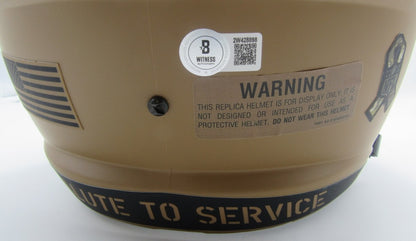 B
WITNESS
2W428898
WARNING
THIS REPLICA HELMET IS FOR DISPLAY ONLY. IT IS
NOT DESIGNED OR INTENDED FOR USE AS A
PROTECTIVE HELMET. DO NOT WEAR THIS HELMET.
LUTE TO SERVICE